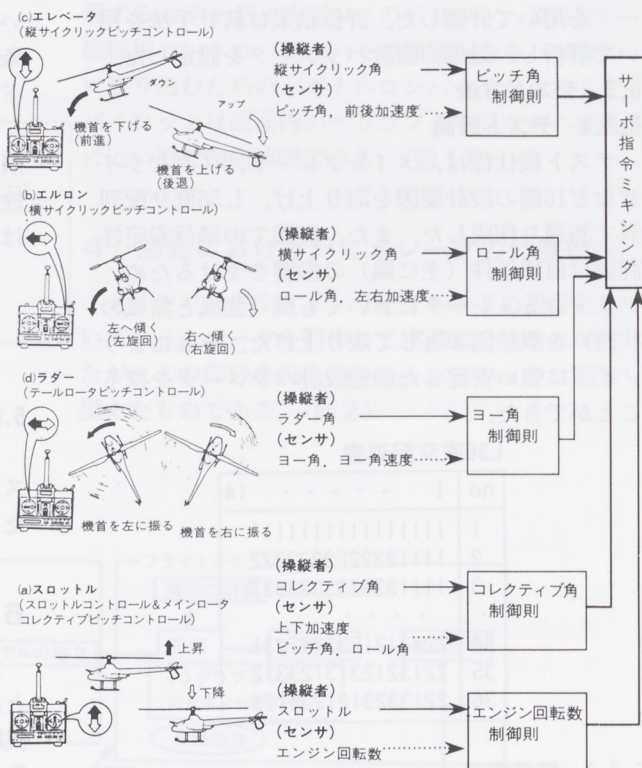 (c)エレベータ
(縦サイクリックピッチコントロール)
ダウン
アップ
機首を下げる
(前進)
機首を上げる
(後退)
(操縦者)
縦サイクリック角
(センサ)
ピッチ角，前後加速度
ピッチ角
制御則
サーボ指令ミキシング
(b)エルロン
(横サイクリックピッチコントロール)
左へ傾く
(左旋回)
右へ傾く
(右旋回)
(操縦者)
横サイクリック角
(センサ)
ロール角，左右加速度
ロール角
制御則
(d)ラダー
(テールロータピッチコントロール)
機首を左に振る
機首を右に振る
(操縦者)
ラダー角
(センサ)
ヨー角，ヨー角速度
ヨー角
制御則
(a)スロットル
(スロットルコントロール&メインロータ
コレクティブピッチコントロール)
上昇
下降
(操縦者)
コレクティブ角
(センサ)
上下加速度
ピッチ角，ロール角
コレクティブ角
制御則
(操縦者)
スロットル
(センサ)
エンジン回転数
エンジン回転数
制御則